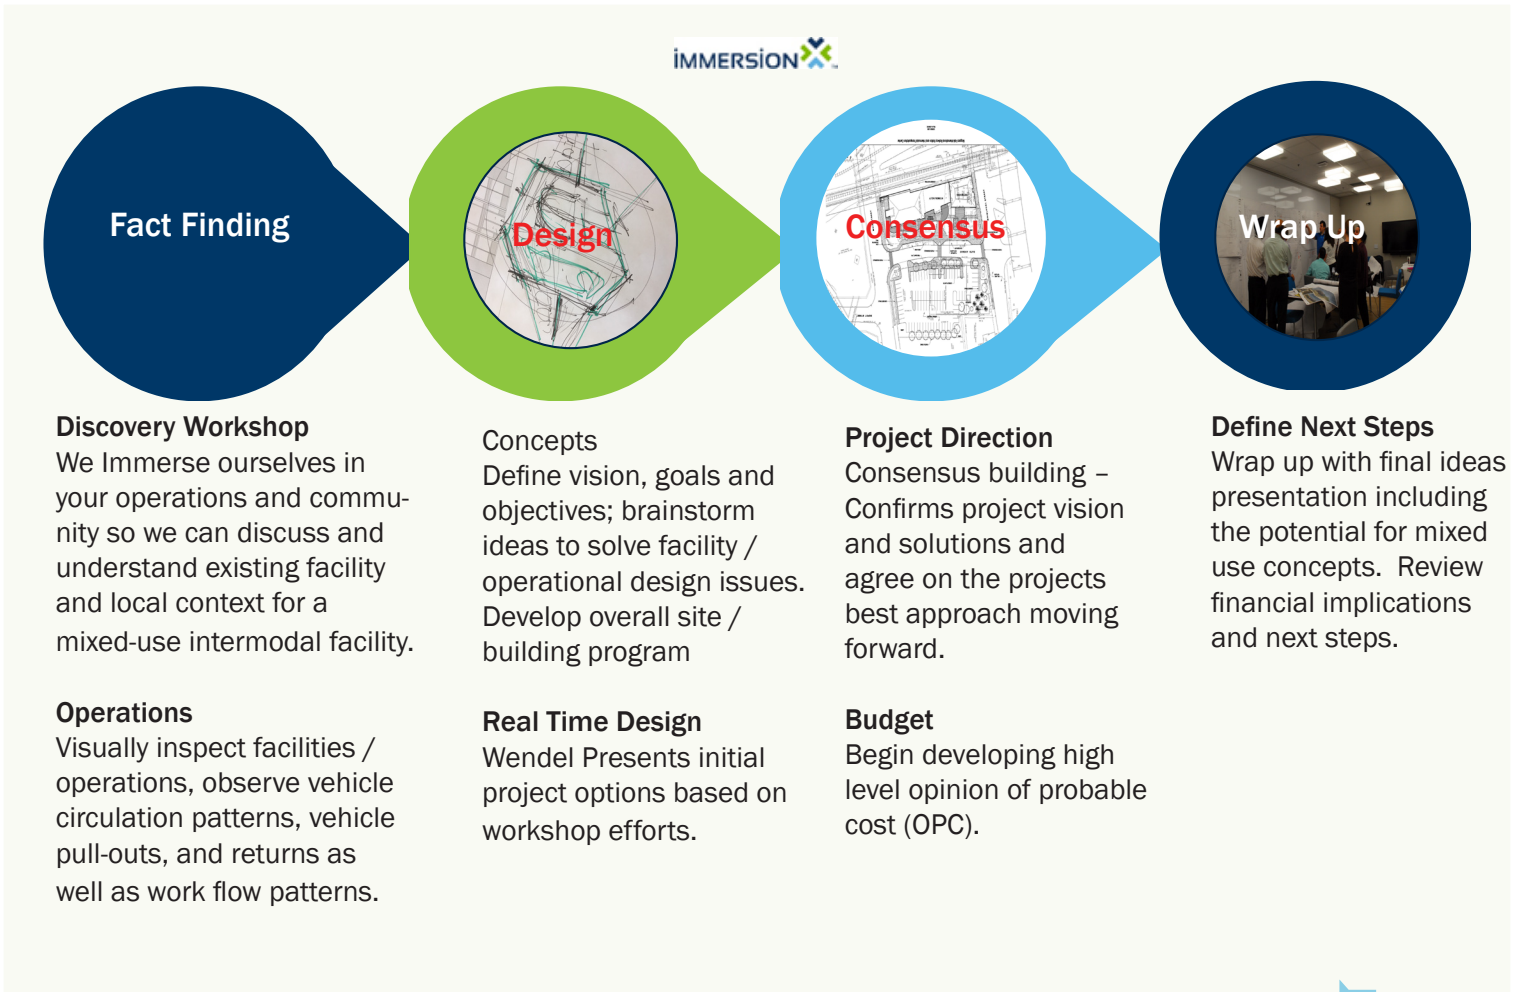 iMMERSiON
Fact Finding
Design
Consensus
Wrap Up
Discovery Workshop
We Immerse ourselves in
your operations and commu-
nity so we can discuss and
understand existing facility
and local context for a
mixed-use intermodal facility.
Operations
Visually inspect facilities /
operations, observe vehicle
circulation patterns, vehicle
pull-outs, and returns as
well as work flow patterns.
Concepts
Define vision, goals and
objectives; brainstorm
ideas to solve facility /
operational design issues.
Develop overall site /
building program
Real Time Design
Wendel Presents initial
project options based on
workshop efforts.
Project Direction
Consensus building –
Confirms project vision
and solutions and
agree on the projects
best approach moving
forward.
Budget
Begin developing high
level opinion of probable
cost (OPC).
Define Next Steps
Wrap up with final ideas
presentation including
the potential for mixed
use concepts.  Review
financial implications
and next steps.